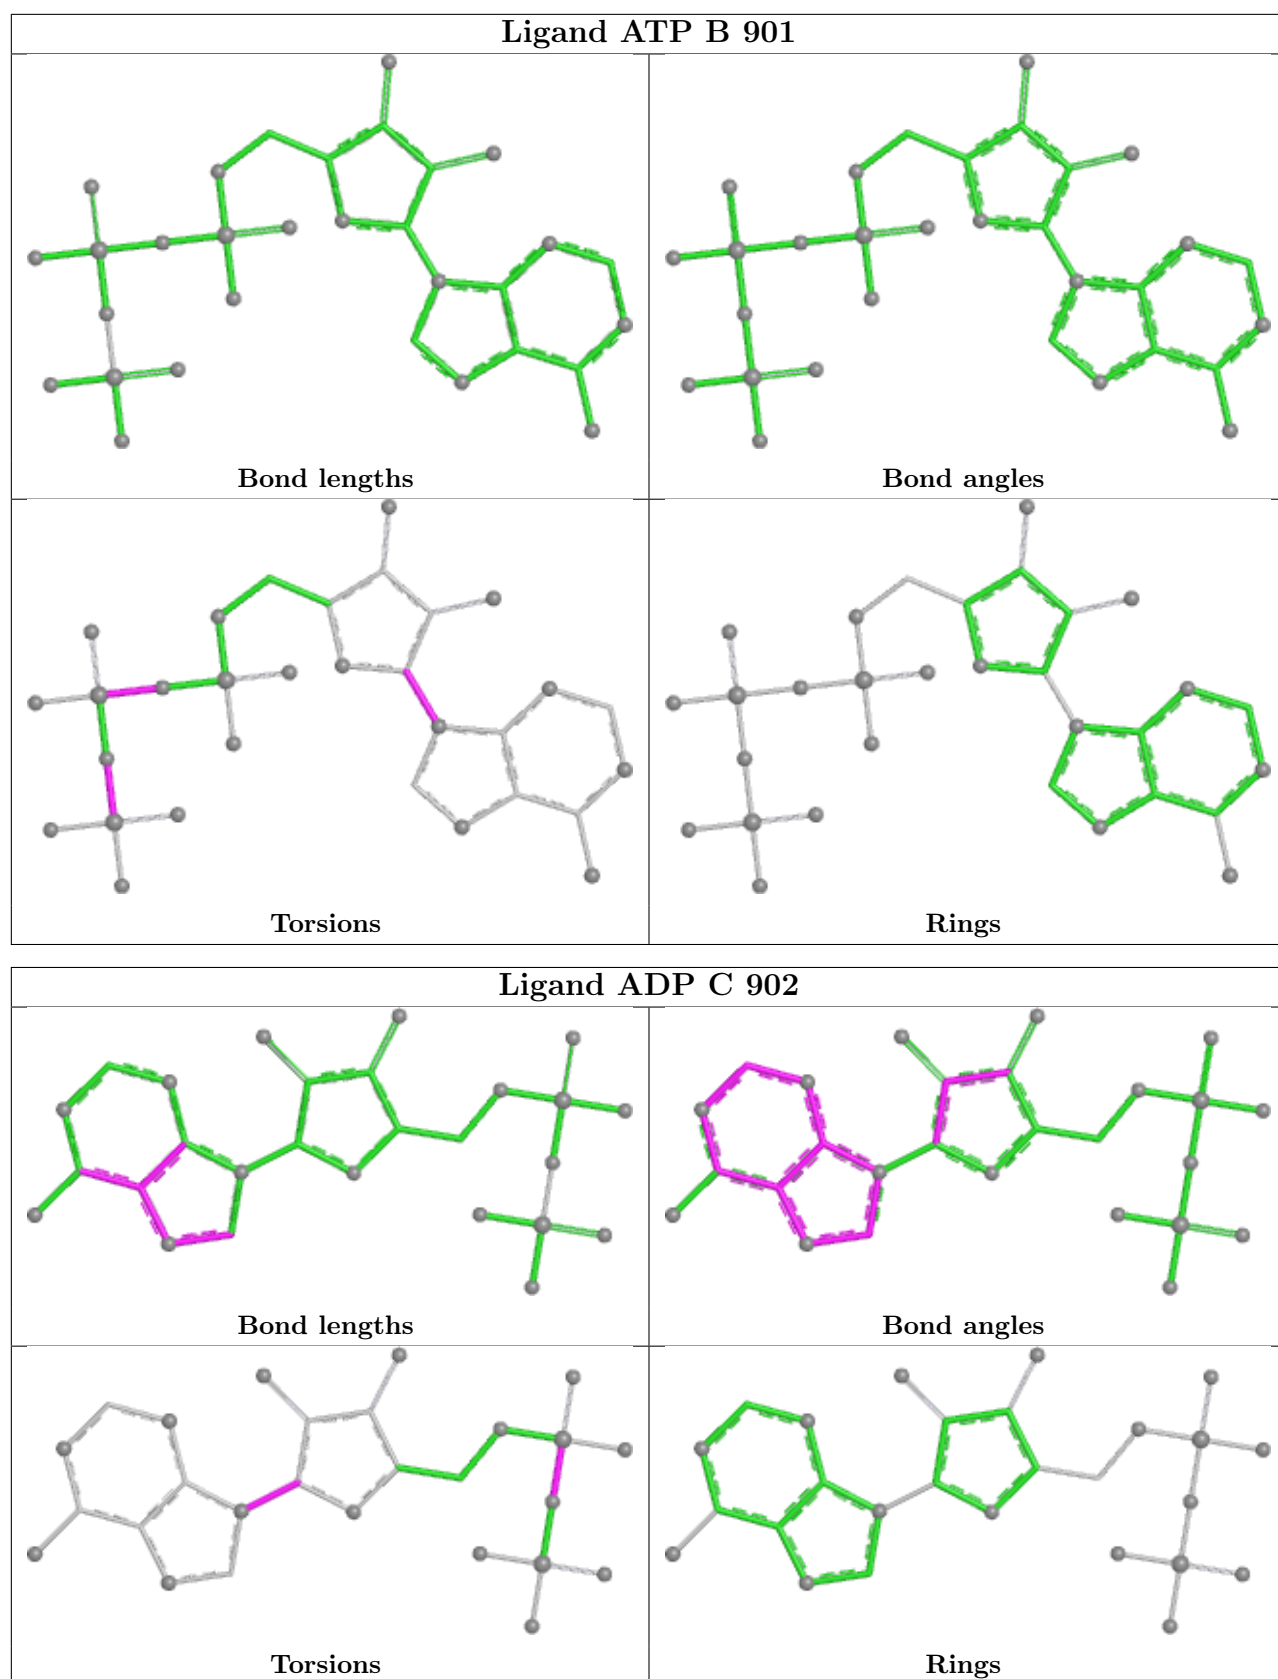 Ligand ATP B 901
Bond lengths
Bond angles
Torsions
Rings
Ligand ADP C 902
Bond lengths
Bond angles
Torsions
Rings